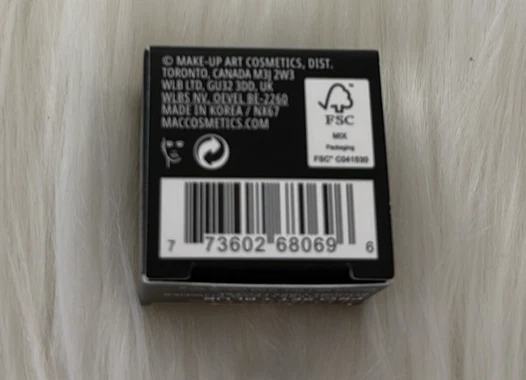 © MAKE-UP ART COSMETICS, DIST.
TORONTO, CANADA M3J 2W3
WLB LTD, GU32 3DD, UK
WLBS NV, OEVEL BE-2260
MADE IN KOREA / NX67
MACCOSMETICS.COM
FSC
MIX
Packaging
FSC® C041530
7 73602 68069 6